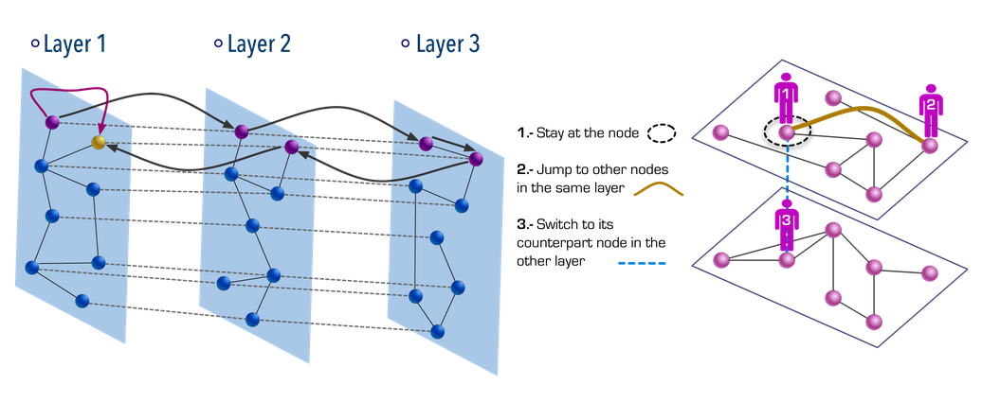 Layer 1
Layer 2
Layer 3
1.- Stay at the node
2.- Jump to other nodes
in the same layer
3.- Switch to its
counterpart node in the
other layer
1
2
3